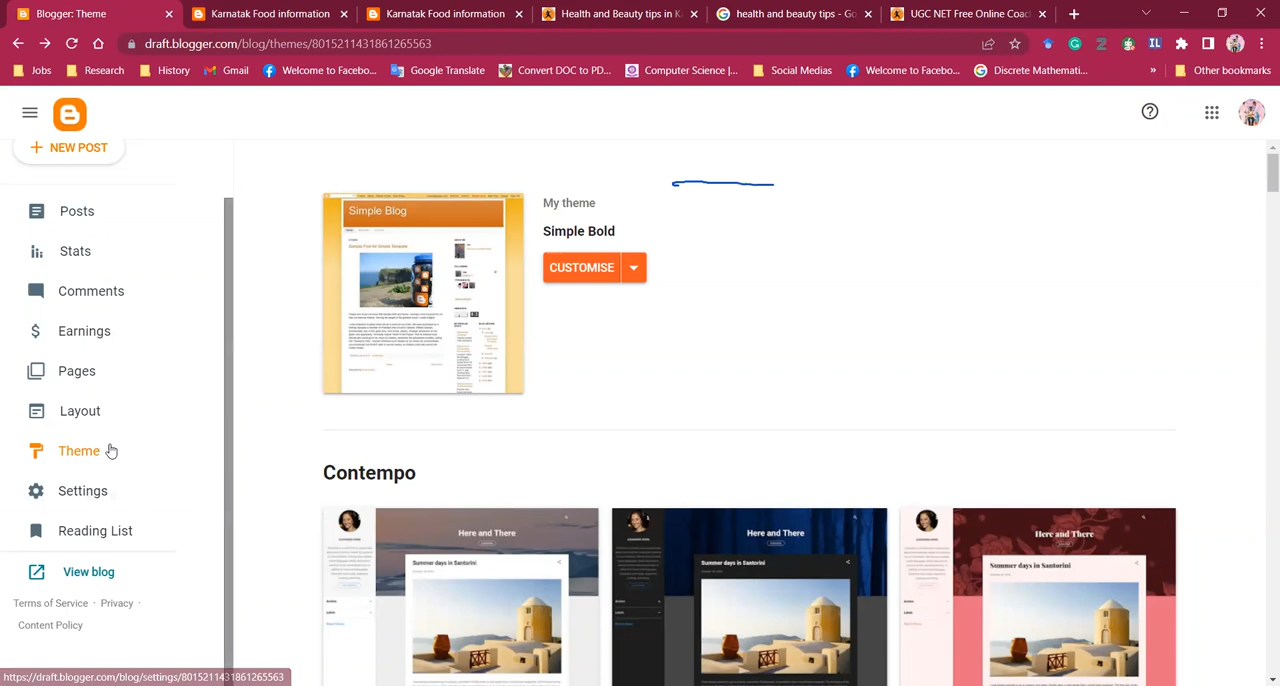 Blogger: Theme
Karnatak Food information
Karnatak Food information
Health and Beauty tips in K
health and beauty tips - Go
UGC NET Free Online Coac
draft.blogger.com/blog/themes/8015211431861265563
Jobs
Research
History
Gmail
Welcome to Facebo...
Google Translate
Convert DOC to PD...
Computer Science |...
Social Medias
Welcome to Facebo...
Discrete Mathemati...
»
Other bookmarks
+ NEW POST
Posts
Stats
Comments
Earnings
Pages
Layout
Theme
Settings
Reading List
View blog
Terms of Service · Privacy ·
Content Policy
https://draft.blogger.com/blog/settings/8015211431861265563
Simple Blog
My theme
Simple Bold
CUSTOMISE
Contempo
Here and There
Summer days in Santorini
Here and There
Summer days in Santorini
Here and There
Summer days in Santorini